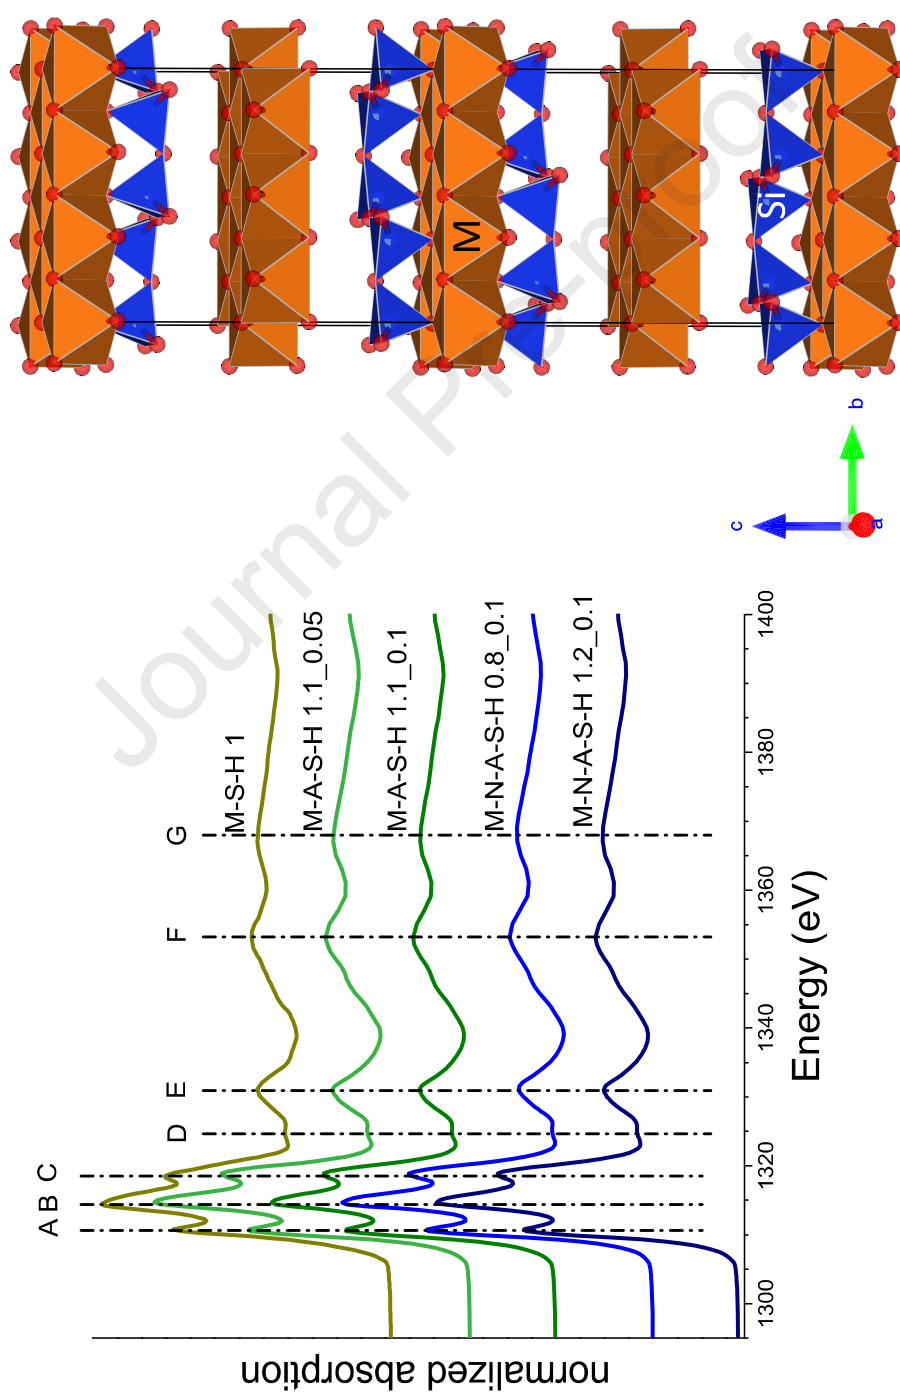 A B C
D E F G
M-S-H 1
M-A-S-H 1.1_0.05
M-A-S-H 1.1_0.1
M-N-A-S-H 0.8_0.1
M-N-A-S-H 1.2_0.1
normalized absorption
1300 1320 1340 1360 1380 1400
Energy (eV)
M
Si
c
b
a
Journal Pre-proof